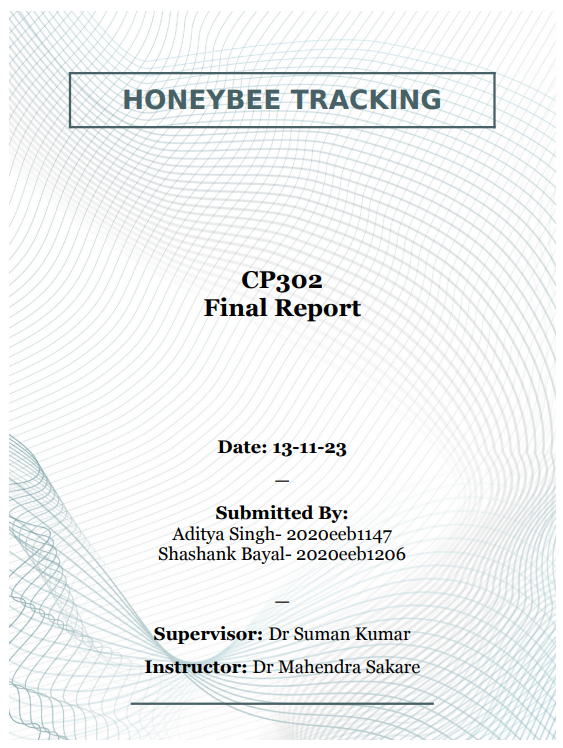 HONEYBEE TRACKING
CP302
Final Report
Date: 13-11-23
—
Submitted By:
Aditya Singh- 2020eeb1147
Shashank Bayal- 2020eeb1206
—
Supervisor: Dr Suman Kumar
Instructor: Dr Mahendra Sakare